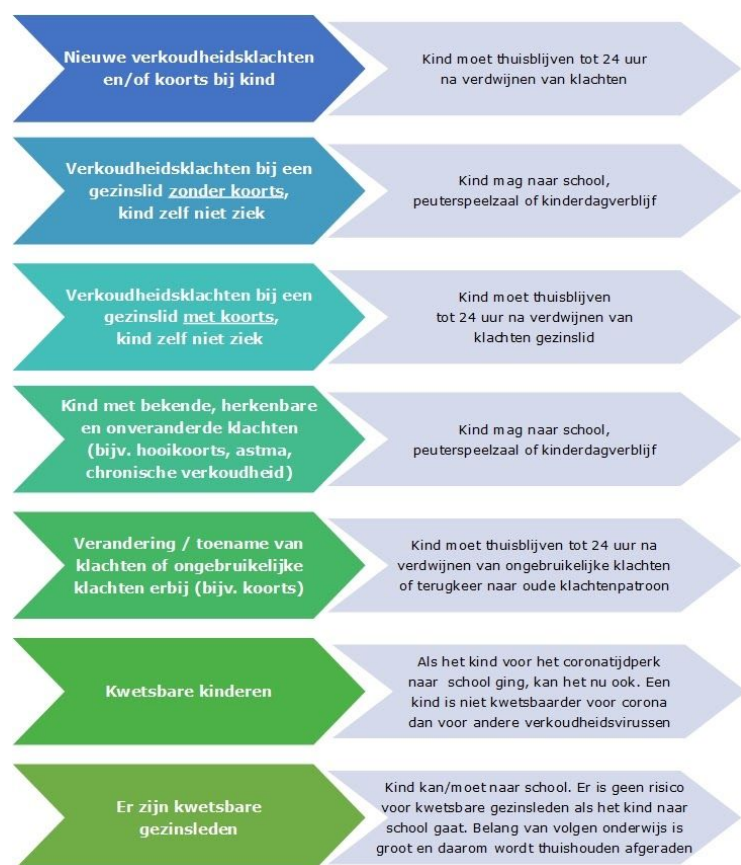 Nieuwe verkoudheidsklachten
en/of koorts bij kind
Kind moet thuisblijven tot 24 uur
na verdwijnen van klachten
Verkoudheidsklachten bij een
gezinslid zonder koorts,
kind zelf niet ziek
Kind mag naar school,
peuterspeelzaal of kinderdagverblijf
Verkoudheidsklachten bij een
gezinslid met koorts,
kind zelf niet ziek
Kind moet thuisblijven
tot 24 uur na verdwijnen van
klachten gezinslid
Kind met bekende, herkenbare
en onveranderde klachten
(bijv. hooikoorts, astma,
chronische verkoudheid)
Kind mag naar school,
peuterspeelzaal of kinderdagverblijf
Verandering / toename van
klachten of ongebruikelijke
klachten erbij (bijv. koorts)
Kind moet thuisblijven tot 24 uur na
verdwijnen van ongebruikelijke klachten
of terugkeer naar oude klachtenpatroon
Kwetsbare kinderen
Als het kind voor het coronatijdperk
naar school ging, kan het nu ook. Een
kind is niet kwetsbaarder voor corona
dan voor andere verkoudheidsvirussen
Er zijn kwetsbare
gezinsleden
Kind kan/moet naar school. Er is geen risico
voor kwetsbare gezinsleden als het kind naar
school gaat. Belang van volgen onderwijs is
groot en daarom wordt thuishouden afgeraden